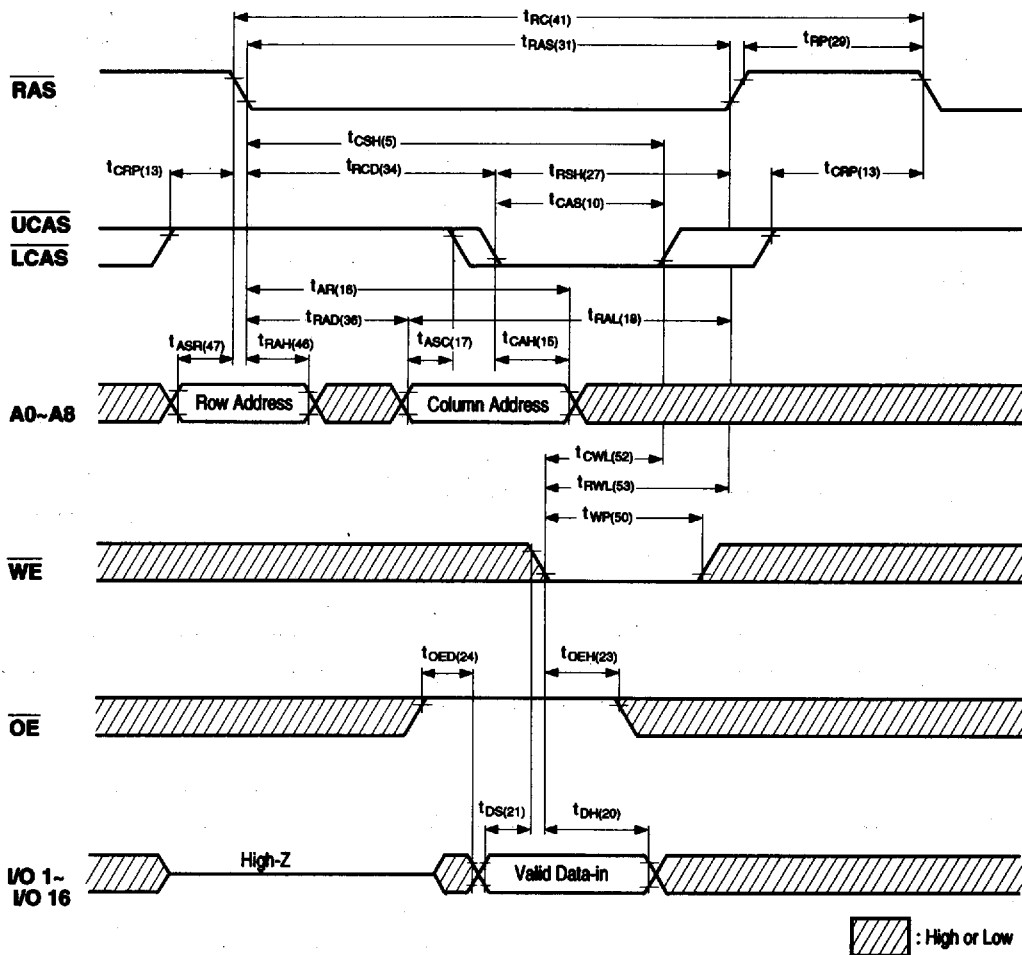 tRC(41)
tRAS(31)
tRP(29)
RAS
tCSH(5)
tCRP(13)
tRCD(34)
tRSH(27)
tCRP(13)
tCAS(10)
UCAS
LCAS
tAR(16)
tRAD(36)
tRAL(19)
tASR(47)
tRAH(46)
tASC(17)
tCAH(15)
A0~A8
Row Address
Column Address
tCWL(52)
tRWL(53)
tWP(50)
WE
tOED(24)
tOEH(23)
OE
tDS(21)
tDH(20)
I/O 1~
I/O 16
High-Z
Valid Data-in
: High or Low